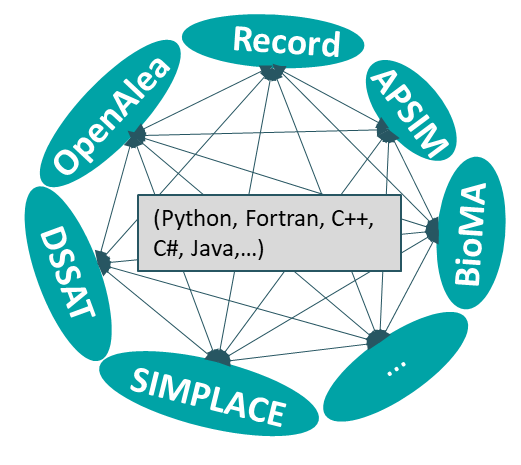 Record
APSIM
BioMA
...
SIMPLACE
DSSAT
OpenAlea
(Python, Fortran, C++,
C#, Java,...)